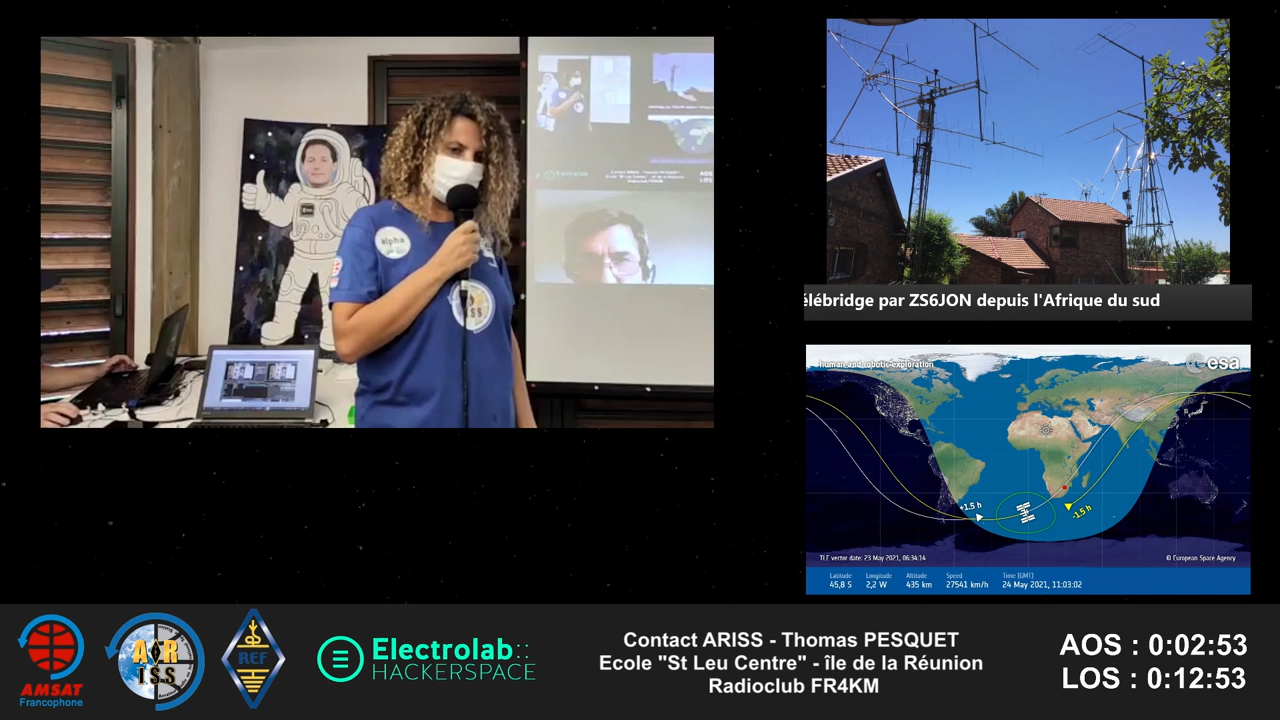 alpha
élébridge par ZS6JON depuis l'Afrique du sud
human and robotic exploration
esa
+1.5 h
-1.5 h
TLE vector date: 23 May 2021, 06:34:14
© European Space Agency
Latitude Longitude Altitude Speed Time (GMT)
45,8 S 2,2 W 435 km 27541 km/h 24 May 2021, 11:03:02
AMSAT
Francophone
ARISS
REF
Electrolab::
HACKERSPACE
Contact ARISS - Thomas PESQUET
Ecole "St Leu Centre" - île de la Réunion
Radioclub FR4KM
AOS : 0:02:53
LOS : 0:12:53